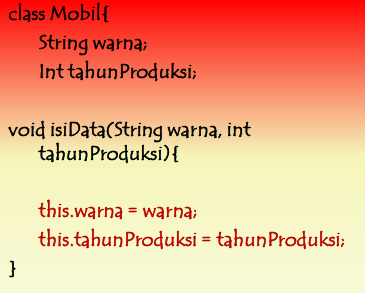 class Mobil{
String warna;
Int tahunProduksi;
void isiData(String warna, int
tahunProduksi){
this.warna = warna;
this.tahunProduksi = tahunProduksi;
}